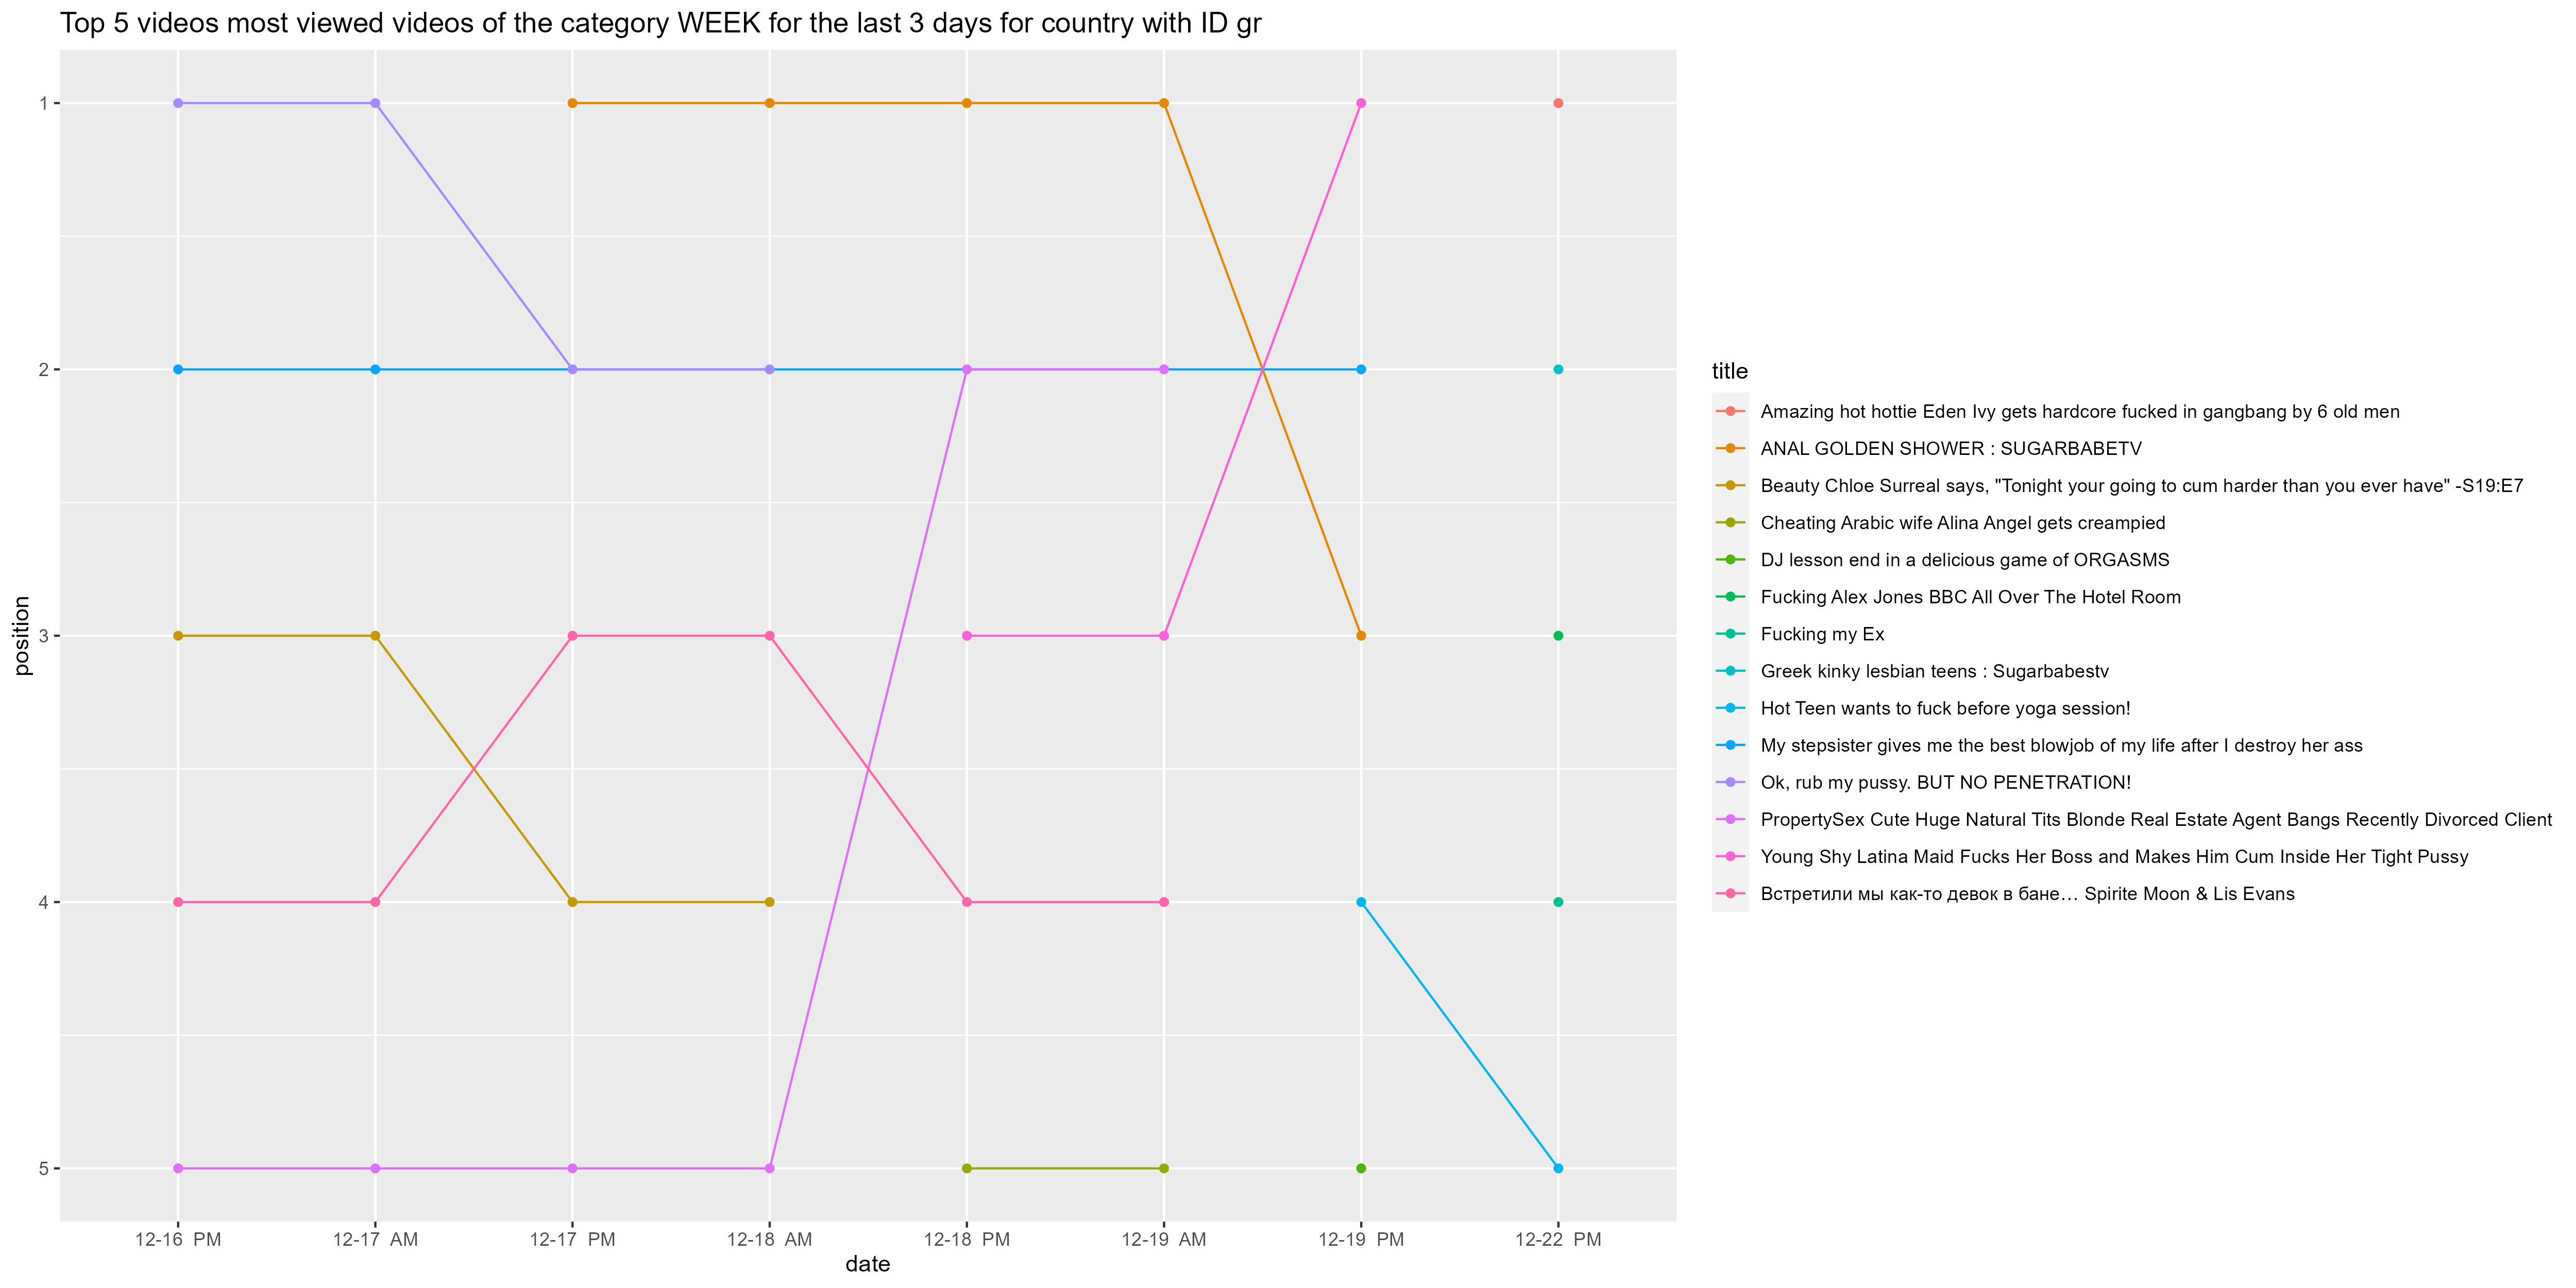 Top 5 videos most viewed videos of the category WEEK for the last 3 days for country with ID gr
position
1
2
3
4
5
12-16 PM
12-17 AM
12-17 PM
12-18 AM
12-18 PM
12-19 AM
12-19 PM
12-22 PM
date
title
Amazing hot hottie Eden Ivy gets hardcore fucked in gangbang by 6 old men
ANAL GOLDEN SHOWER : SUGARBABETV
Beauty Chloe Surreal says, "Tonight your going to cum harder than you ever have" -S19:E7
Cheating Arabic wife Alina Angel gets creampied
DJ lesson end in a delicious game of ORGASMS
Fucking Alex Jones BBC All Over The Hotel Room
Fucking my Ex
Greek kinky lesbian teens : Sugarbabestv
Hot Teen wants to fuck before yoga session!
My stepsister gives me the best blowjob of my life after I destroy her ass
Ok, rub my pussy. BUT NO PENETRATION!
PropertySex Cute Huge Natural Tits Blonde Real Estate Agent Bangs Recently Divorced Client
Young Shy Latina Maid Fucks Her Boss and Makes Him Cum Inside Her Tight Pussy
Встретили мы как-то девок в бане… Spirite Moon & Lis Evans